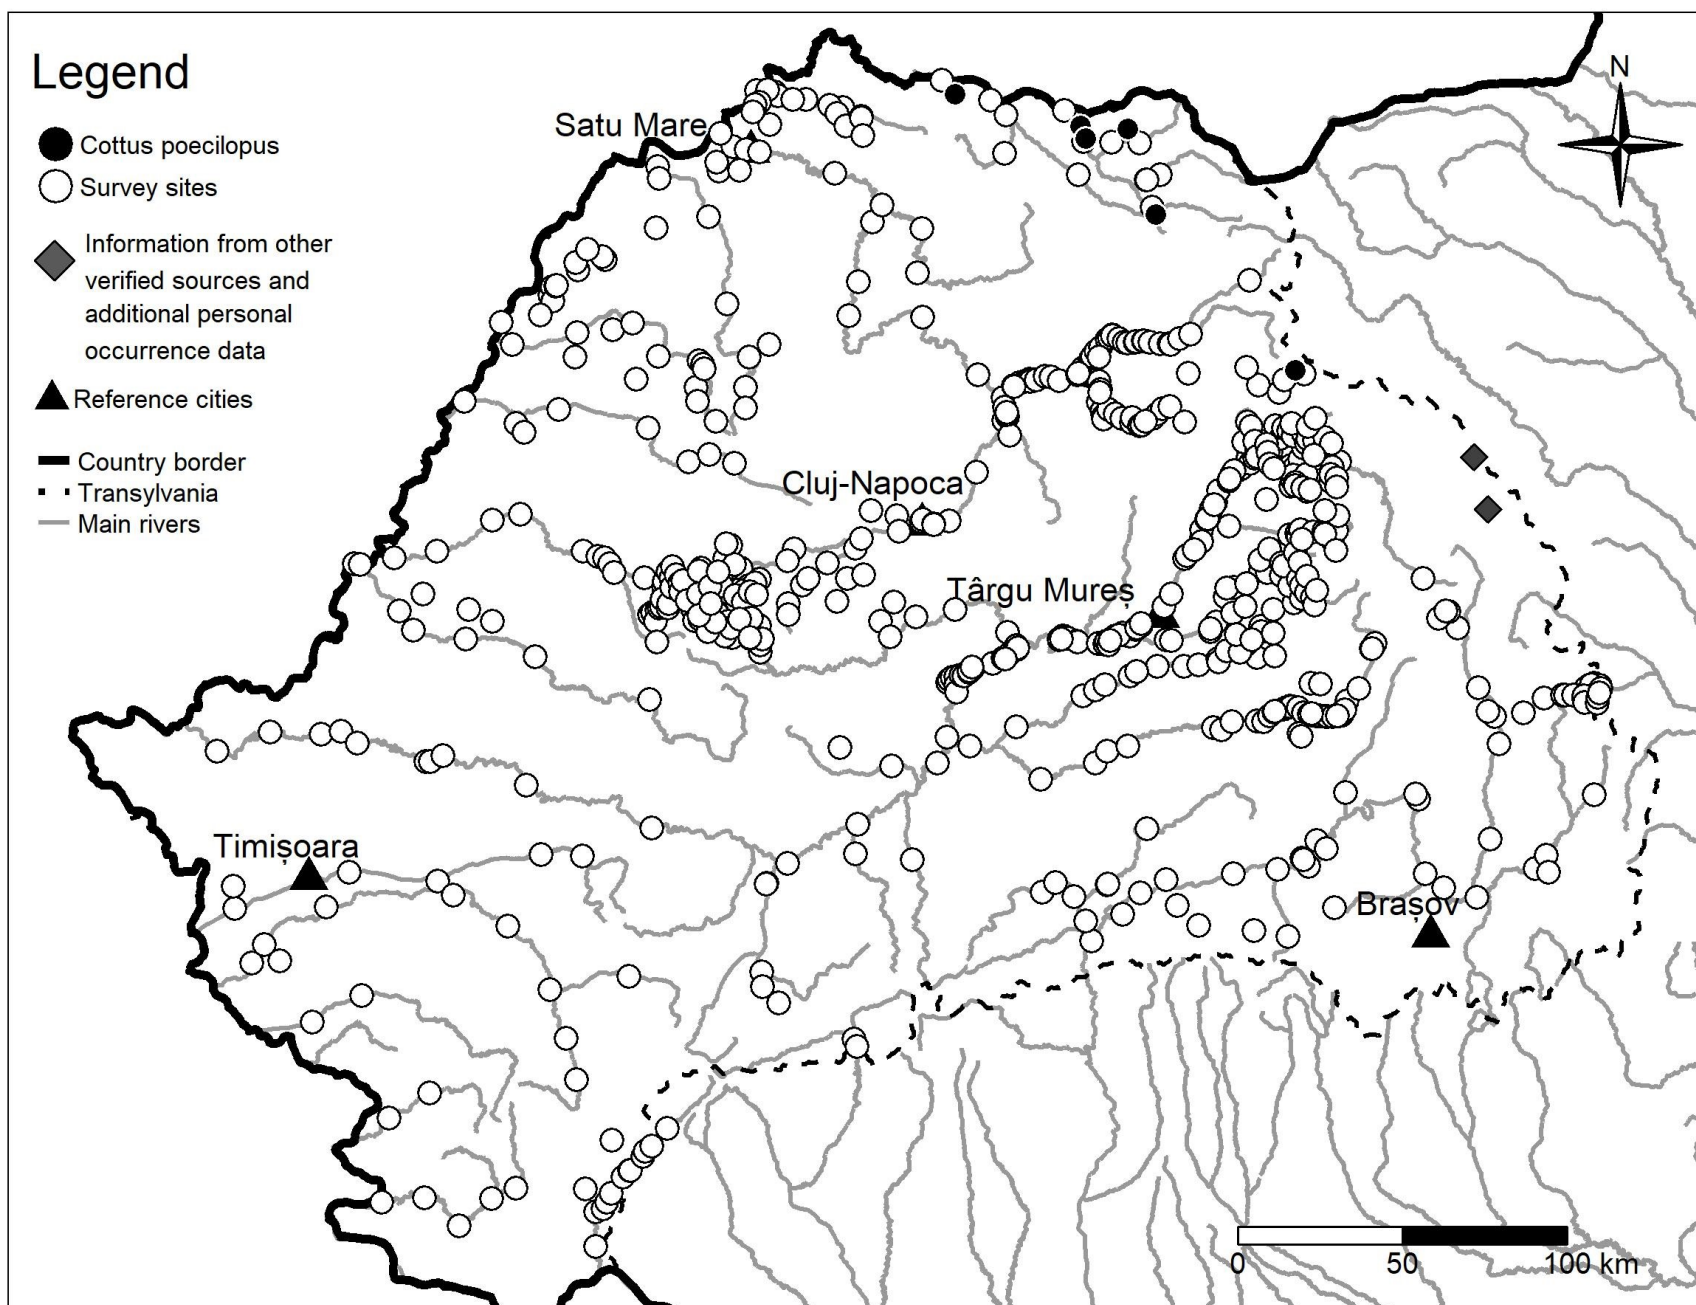 Legend
Cottus poecilopus
Survey sites
Information from other
verified sources and
additional personal
occurrence data
Reference cities
Country border
Transylvania
Main rivers
N
Satu Mare
Cluj-Napoca
Târgu Mureș
Timișoara
Brașov
0 50 100 km